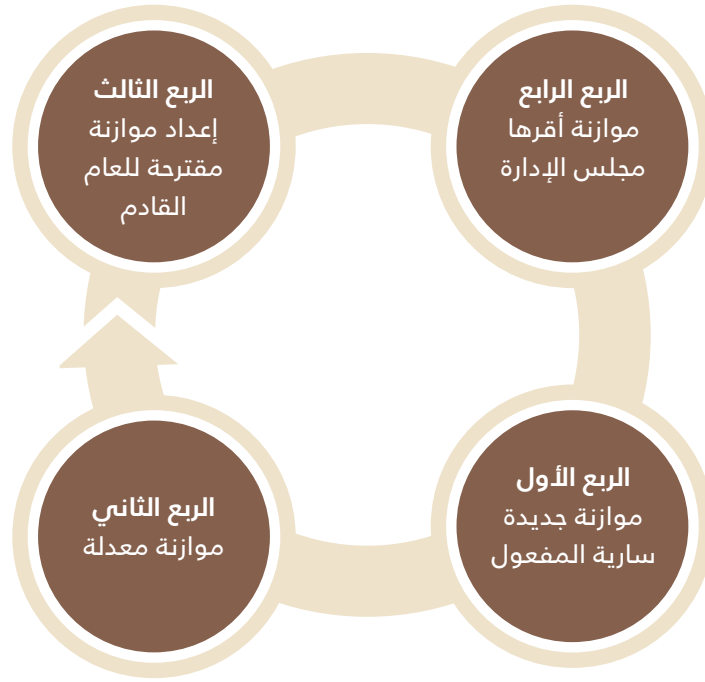 الربع الرابع
موازنة أقرها
مجلس الإدارة
الربع الثالث
إعداد موازنة
مقترحة للعام
القادم
الربع الأول
موازنة جديدة
سارية المفعول
الربع الثاني
موازنة معدلة